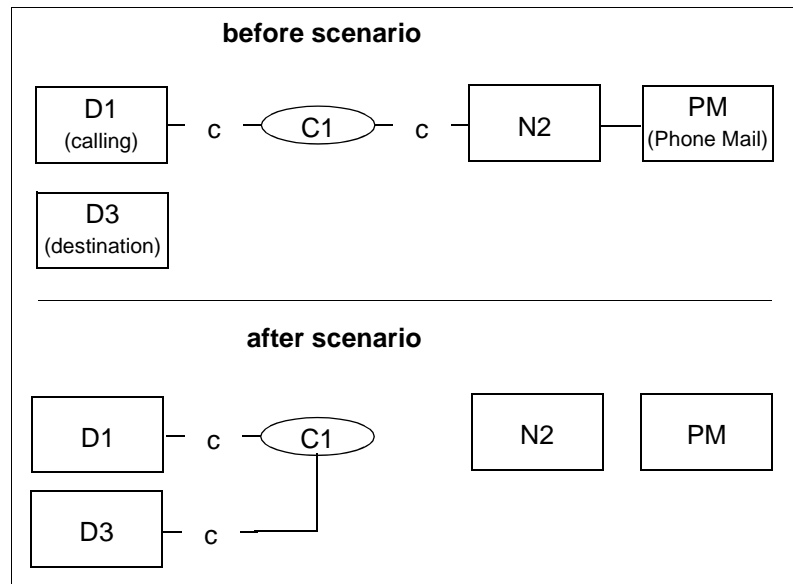 before scenario
D1
(calling)
c
C1
c
N2
PM
(Phone Mail)
D3
(destination)
after scenario
D1
c
C1
N2
PM
D3
c